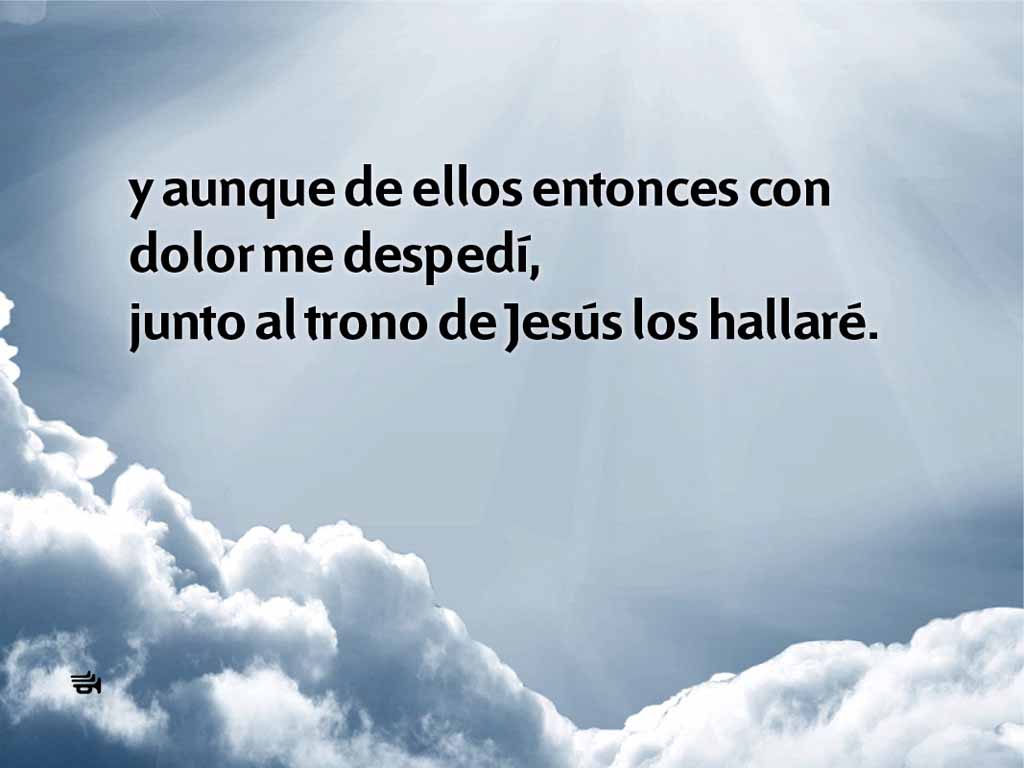 y aunque de ellos entonces con
dolor me despedí,
junto al trono de Jesús los hallaré.